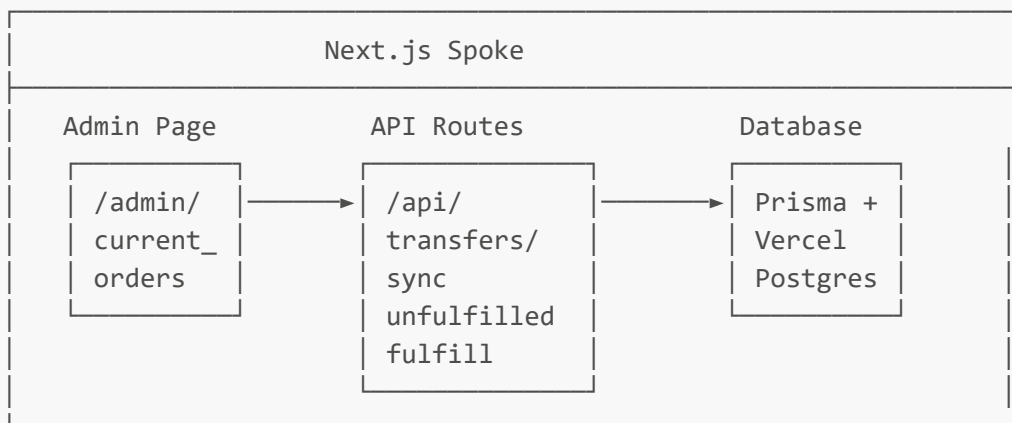 Next.js Spoke
Admin Page API Routes Database
/admin/ /api/ Prisma +
current_ transfers/ Vercel
orders sync Postgres
unfulfilled
fulfill